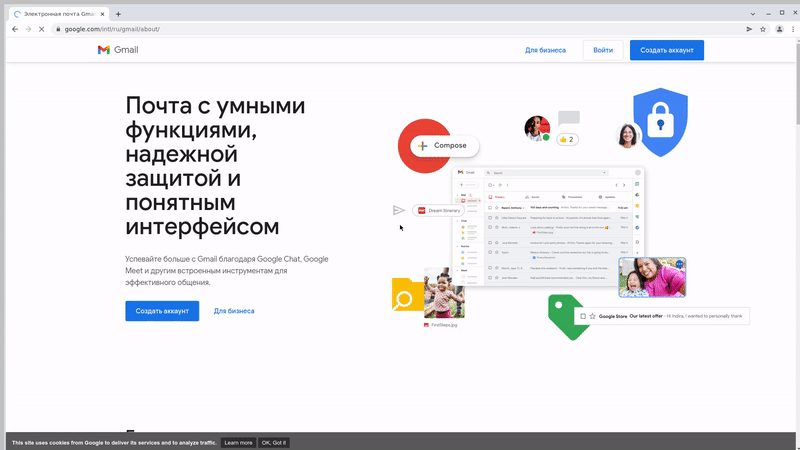 Электронная почта Gma
google.com/intl/ru/gmail/about/
Gmail
Для бизнеса
Войти
Создать аккаунт
Почта с умными
функциями,
надежной
защитой и
понятным
интерфейсом
Успевайте больше с Gmail благодаря Google Chat, Google
Meet и другим встроенным инструментам для
эффективного общения.
Создать аккаунт
Для бизнеса
Compose
2
Gmail
Dream itinerary
FirstSteps.jpg
Google Store Our latest offer - Hi Indira, I wanted to personally thank
This site uses cookies from Google to deliver its services and to analyze traffic.
Learn more
OK, Got it